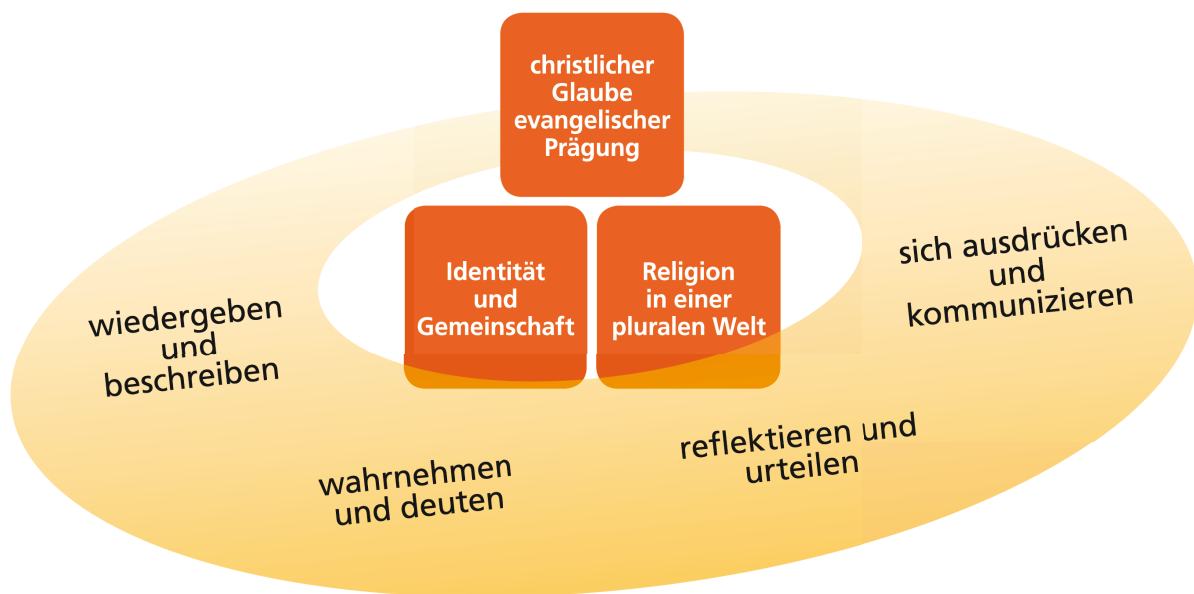 christlicher
Glaube
evangelischer
Prägung
Identität
und
Gemeinschaft
Religion
in einer
pluralen Welt
wiedergeben
und
beschreiben
wahrnehmen
und deuten
reflektieren und
urteilen
sich ausdrücken
und
kommunizieren